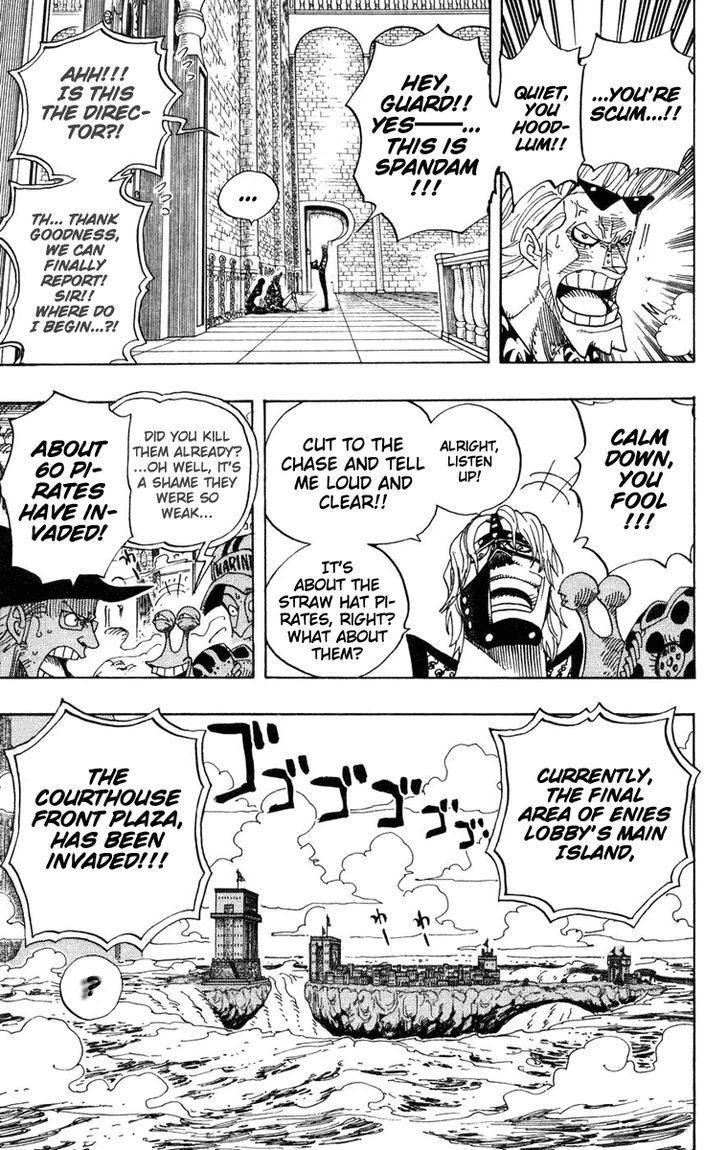 ...YOU'RE
SCUM...!!
QUIET,
YOU
HOOD-
LUM!!
HEY,
GUARD!!
YES——...
THIS IS
SPANDAM
!!!
...
AHH!!!
IS THIS
THE DIREC-
TOR?!
TH... THANK
GOODNESS,
WE CAN
FINALLY
REPORT!
SIR!!
WHERE DO
I BEGIN...?!
CALM
DOWN, YOU
FOOL
!!!
ALRIGHT,
LISTEN
UP!
CUT TO THE
CHASE AND TELL
ME LOUD AND
CLEAR!!
IT'S
ABOUT THE
STRAW HAT PI-
RATES, RIGHT?
WHAT ABOUT
THEM?
DID YOU KILL
THEM ALREADY?
...OH WELL, IT'S
A SHAME THEY
WERE SO
WEAK...
MARINE
ABOUT
60 PI-
RATES
HAVE IN-
VADED!
CURRENTLY,
THE FINAL
AREA OF ENIES
LOBBY'S MAIN
ISLAND,
ゴゴゴゴゴゴ
THE
COURTHOUSE
FRONT PLAZA,
HAS BEEN
INVADED!!!
わー
わー
?